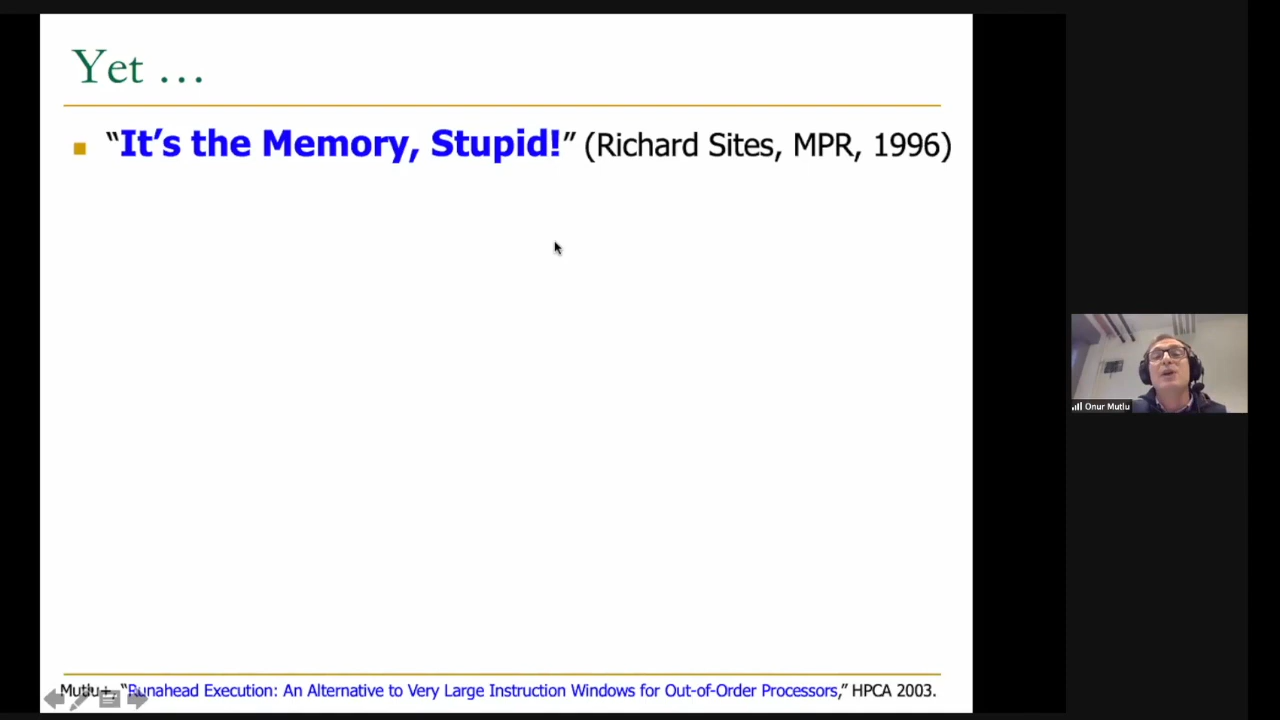 Yet …
“It’s the Memory, Stupid!” (Richard Sites, MPR, 1996)
Onur Mutlu
Mutlu+, “Runahead Execution: An Alternative to Very Large Instruction Windows for Out-of-Order Processors,” HPCA 2003.